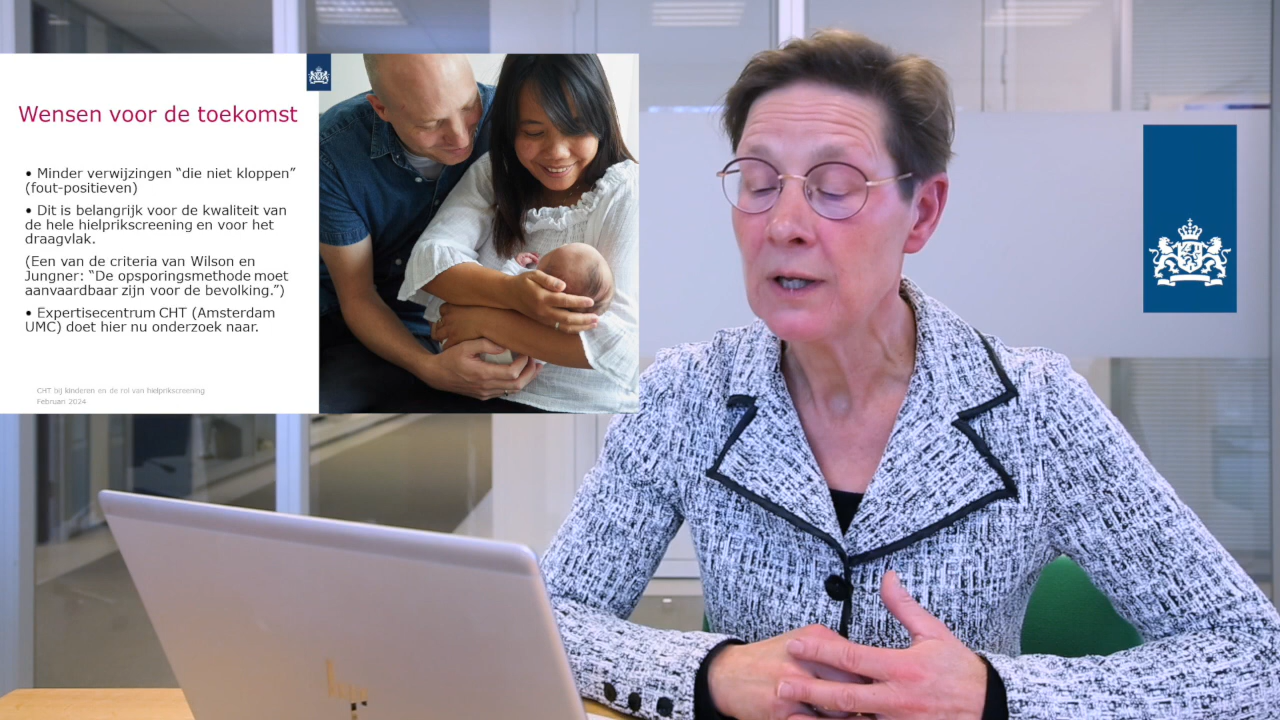 Wensen voor de toekomst
• Minder verwijzingen “die niet kloppen”
(fout-positieven)
• Dit is belangrijk voor de kwaliteit van
de hele hielprikscreening en voor het
draagvlak.
(Een van de criteria van Wilson en
Jungner: “De opsporingsmethode moet
aanvaardbaar zijn voor de bevolking.”)
• Expertisecentrum CHT (Amsterdam
UMC) doet hier nu onderzoek naar.
CHT bij kinderen en de rol van hielprikscreening
Februari 2024.
hp